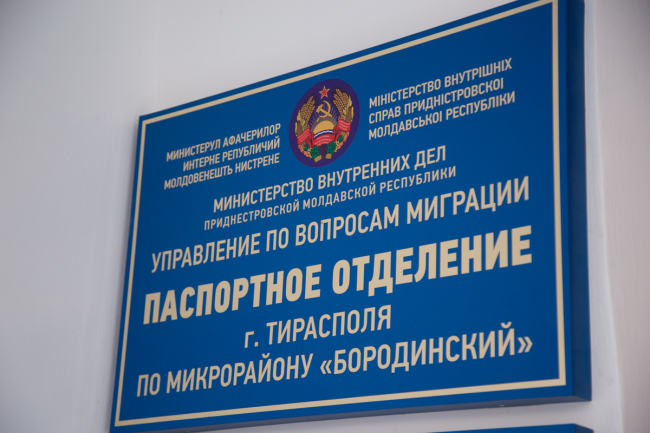 МИНИСТЕРУЛ АФАЧЕРИЛОР
ИНТЕРНЕ РЕПУБЛИЧИЙ
МОЛДОВЕНЕШТЬ НИСТРЕНЕ
МІНІСТЕРСТВО ВНУТРІШНІХ
СПРАВ ПРИДНІСТРОВСКОЇ
МОЛДАВСЬКОЇ РЕСПУБЛІКИ
МИНИСТЕРСТВО ВНУТРЕННИХ ДЕЛ
ПРИДНЕСТРОВСКОЙ МОЛДАВСКОЙ РЕСПУБЛИКИ
УПРАВЛЕНИЕ ПО ВОПРОСАМ МИГРАЦИИ
ПАСПОРТНОЕ ОТДЕЛЕНИЕ
г. ТИРАСПОЛЯ
ПО МИКРОРАЙОНУ «БОРОДИНСКИЙ»